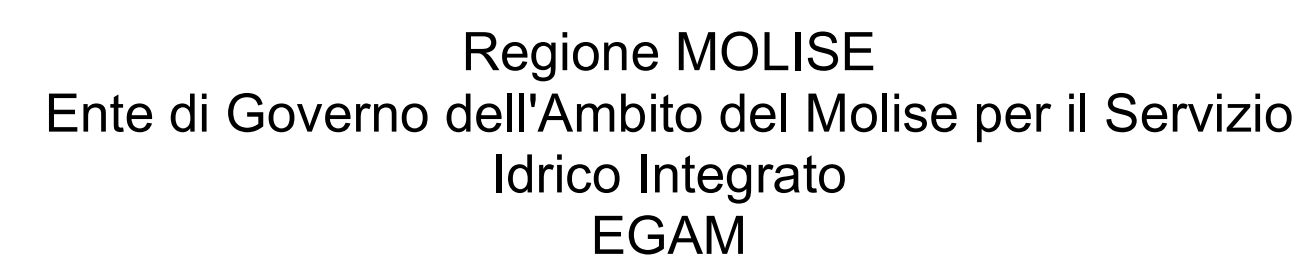 Regione MOLISE
Ente di Governo dell'Ambito del Molise per il Servizio
Idrico Integrato
EGAM